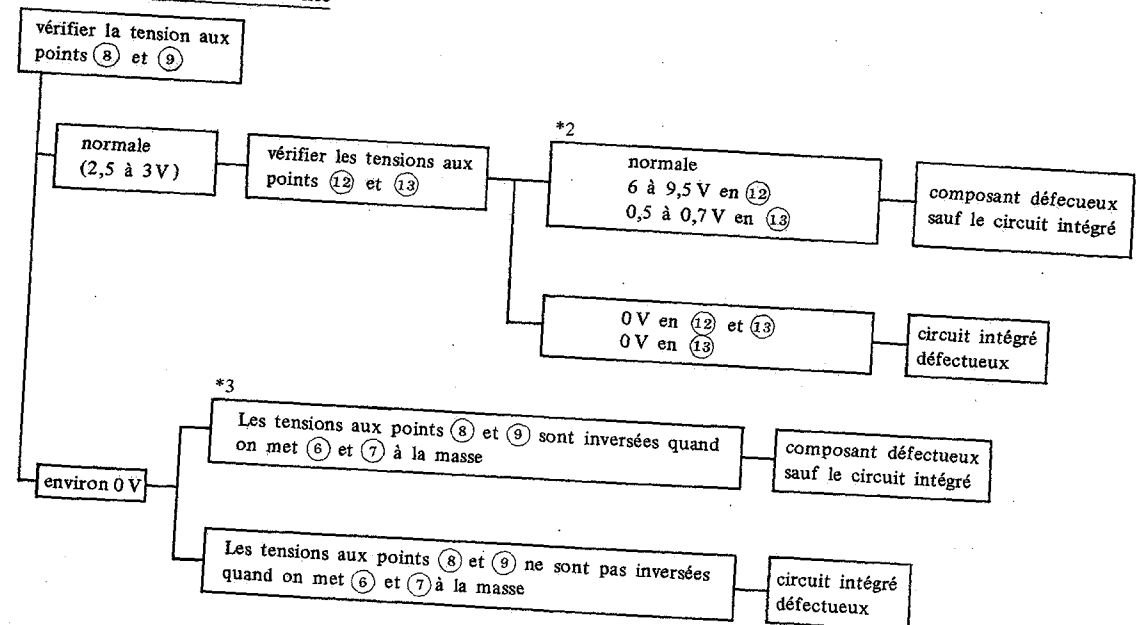 vérifier la tension aux
points ⑧ et ⑨
normale
(2,5 à 3 V)
vérifier les tensions aux
points ⑫ et ⑬
*2
normale
6 à 9,5 V en ⑫
0,5 à 0,7 V en ⑬
composant défecueux
sauf le circuit intégré
0 V en ⑫ et ⑬
0 V en ⑬
circuit intégré
défectueux
*3
Les tensions aux points ⑧ et ⑨ sont inversées quand
on met ⑥ et ⑦ à la masse
composant défectueux
sauf le circuit intégré
environ 0 V
Les tensions aux points ⑧ et ⑨ ne sont pas inversées
quand on met ⑥ et ⑦ à la masse
circuit intégré
défectueux